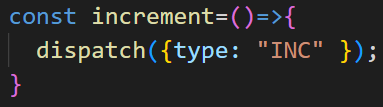 const increment=()=>{
  dispatch({type: "INC" });
}